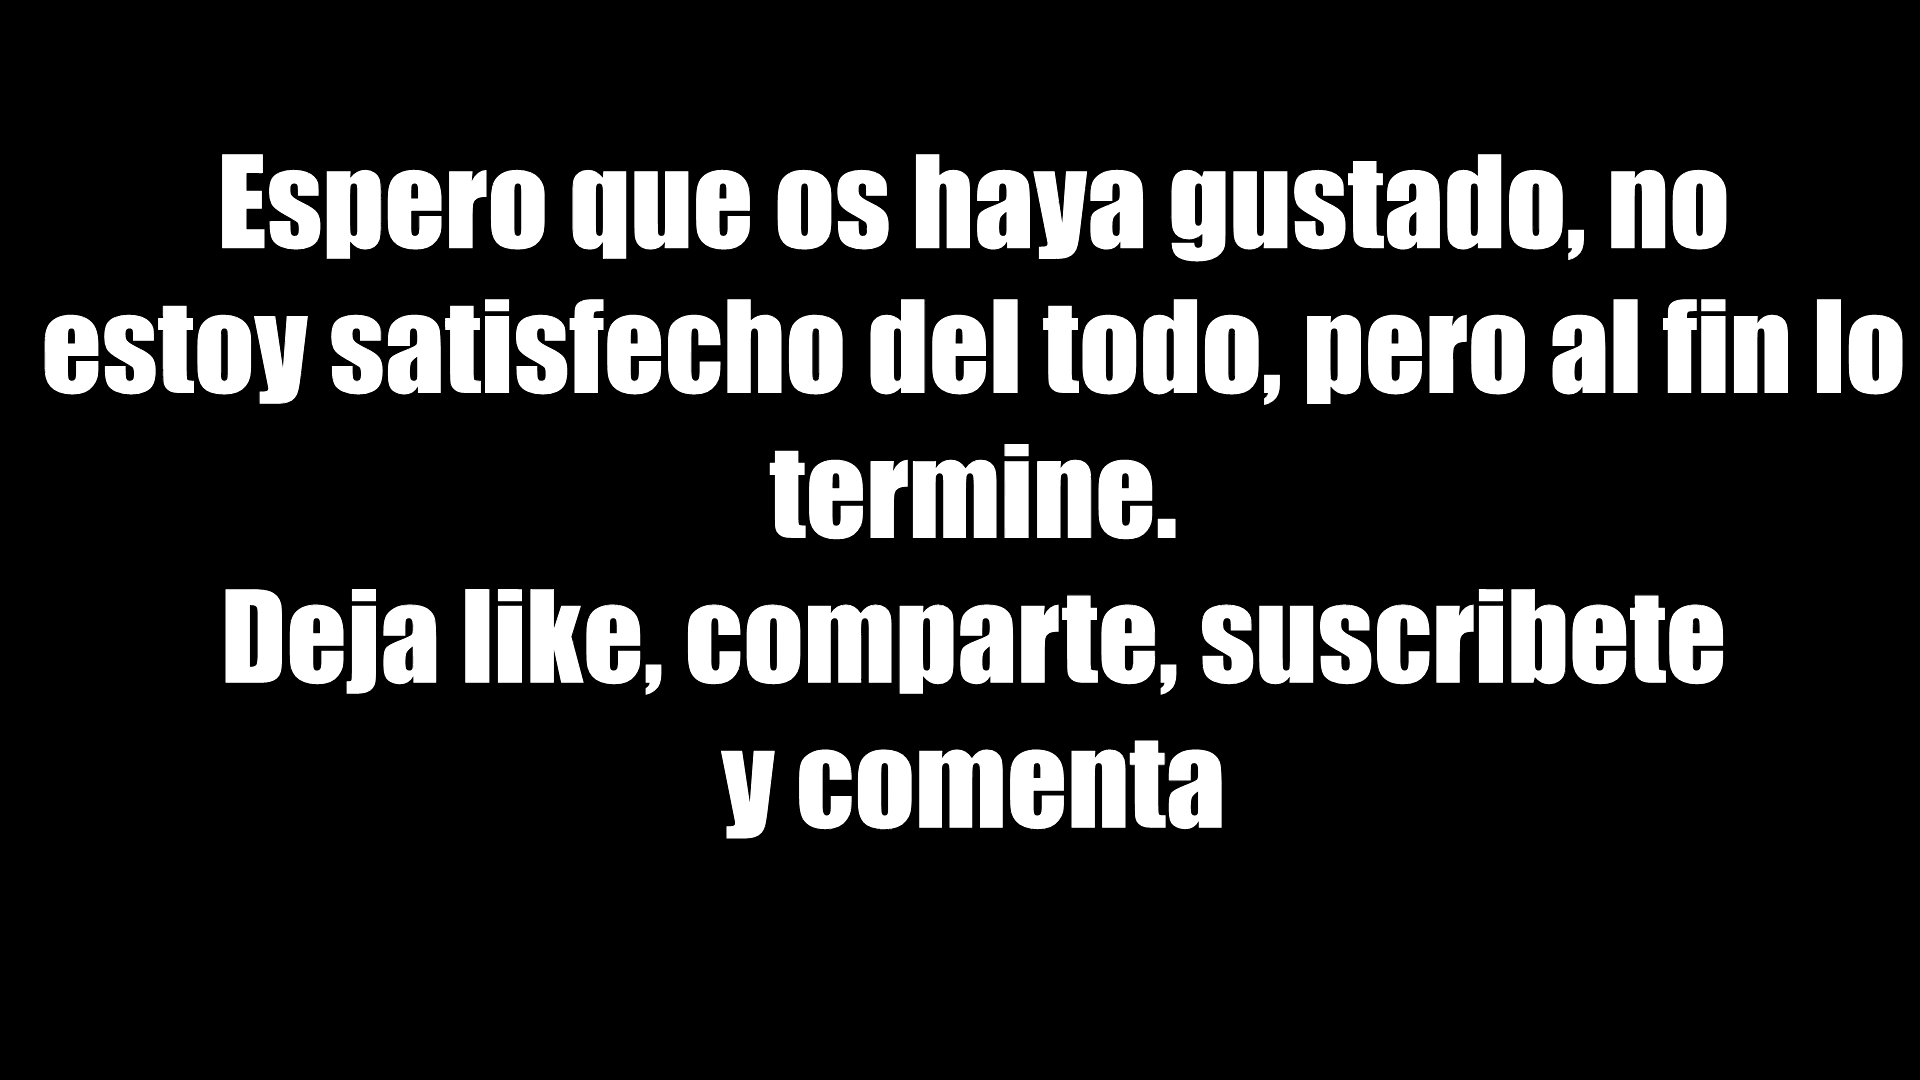 Espero que os haya gustado, no
estoy satisfecho del todo, pero al fin lo
termine.
Deja like, comparte, suscribete
y comenta